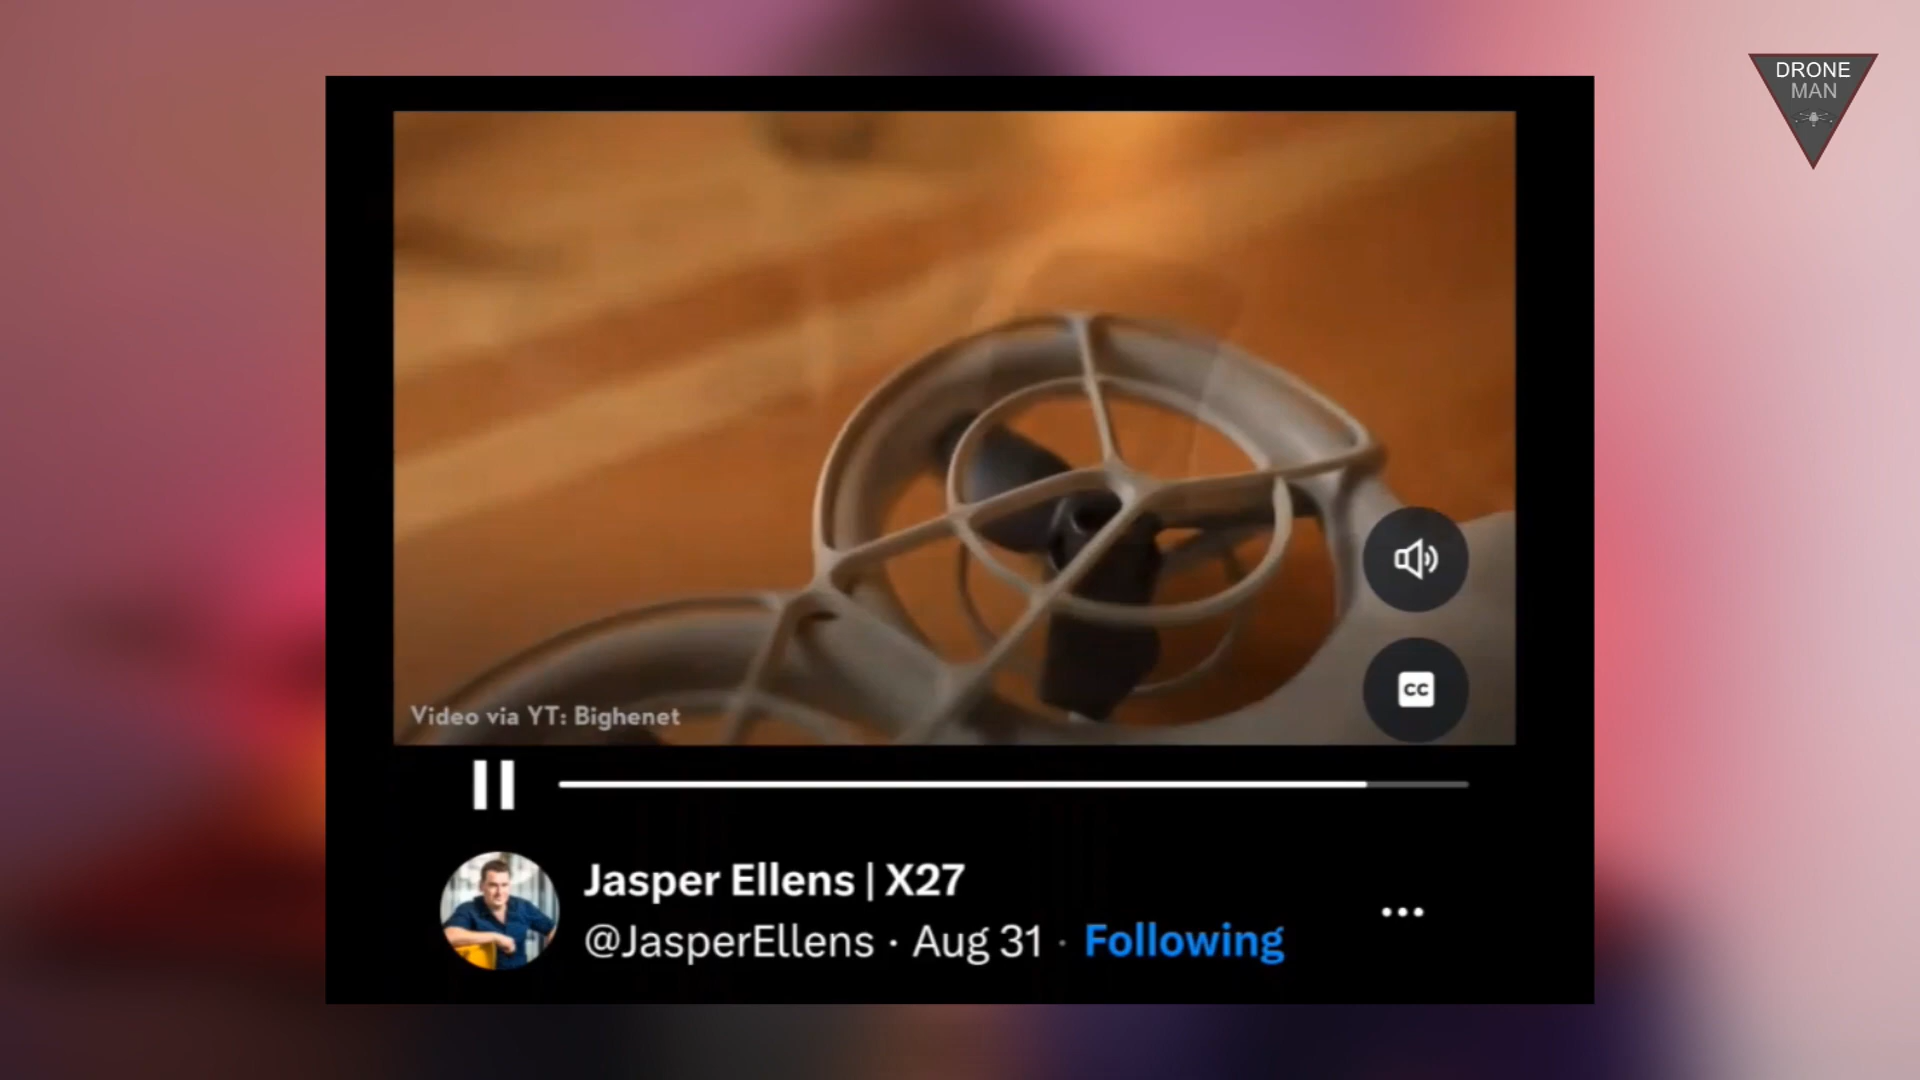 DRONE
MAN
CC
Video via YT: Bighenet
Jasper Ellens | X27
@JasperEllens · Aug 31 · Following